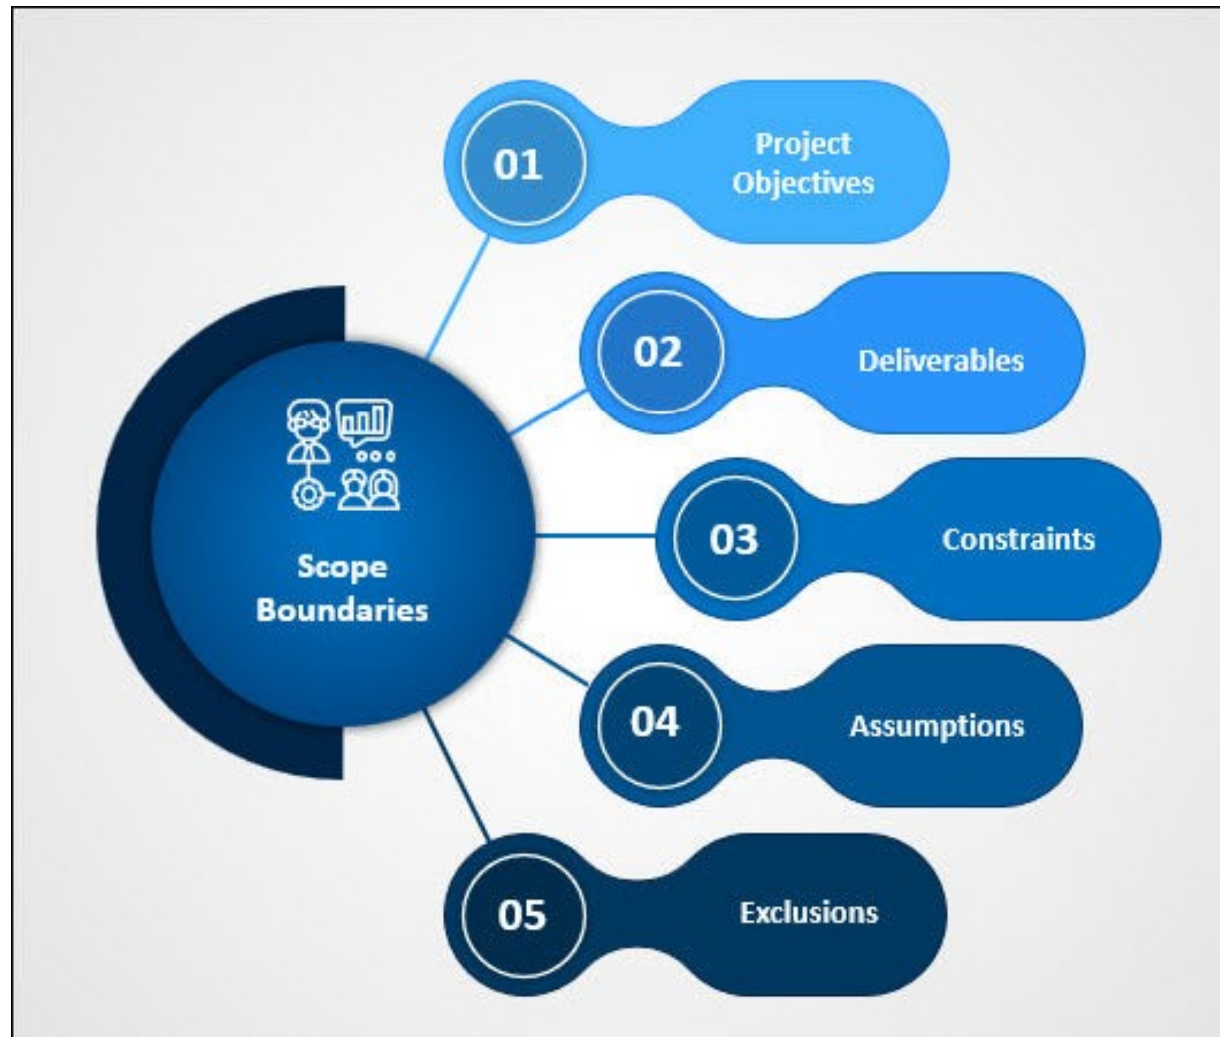 01
Project
Objectives
02
Deliverables
03
Constraints
Scope
Boundaries
04
Assumptions
05
Exclusions